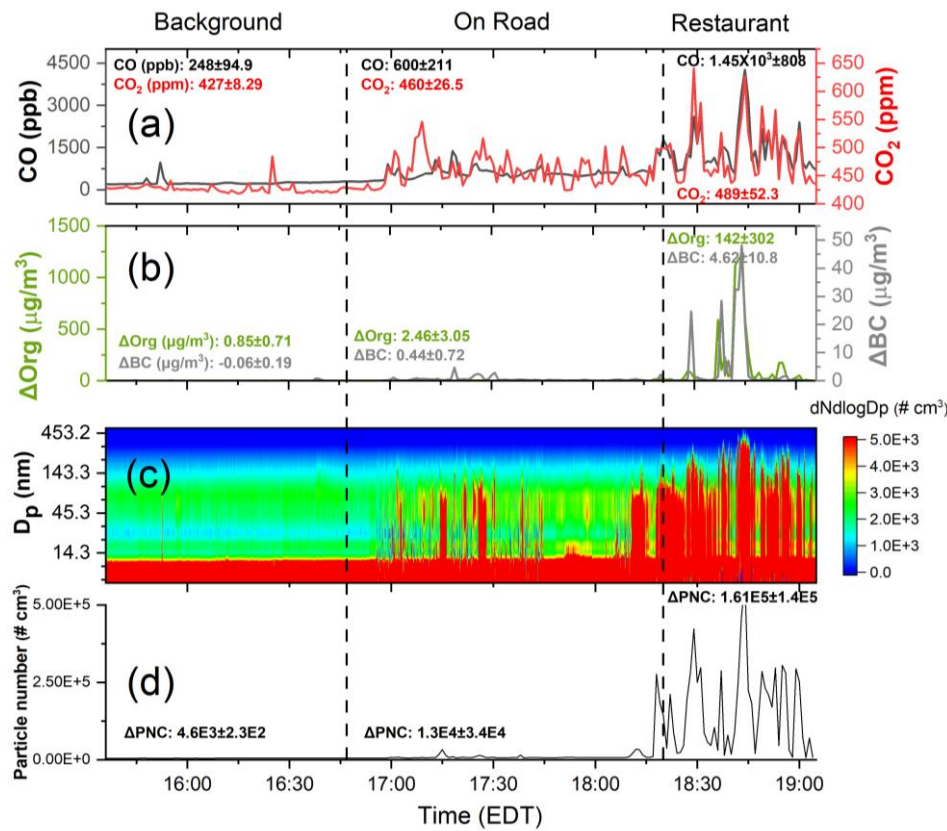 Background On Road Restaurant
(a)
CO (ppb)
4500
3000
1500
0
CO (ppb): 248±94.9
CO₂ (ppm): 427±8.29
CO: 600±211
CO₂: 460±26.5
CO: 1.45X10³±808
CO₂: 489±52.3
650
600
550
500
450
400
CO₂ (ppm)
(b)
ΔOrg (μg/m³)
1500
1000
500
0
ΔOrg (μg/m³): 0.85±0.71
ΔBC (μg/m³): -0.06±0.19
ΔOrg: 2.46±3.05
ΔBC: 0.44±0.72
ΔOrg: 142±302
ΔBC: 4.62±10.8
50
40
30
20
10
0
ΔBC (μg/m³)
(c)
Dp (nm)
453.2
143.3
45.3
14.3
dNdlogDp (# cm³)
5.0E+3
4.0E+3
3.0E+3
2.0E+3
1.0E+3
0.0
(d)
Particle number (# cm³)
5.00E+5
2.50E+5
0.00E+0
ΔPNC: 4.6E3±2.3E2
ΔPNC: 1.3E4±3.4E4
ΔPNC: 1.61E5±1.4E5
16:00 16:30 17:00 17:30 18:00 18:30 19:00
Time (EDT)